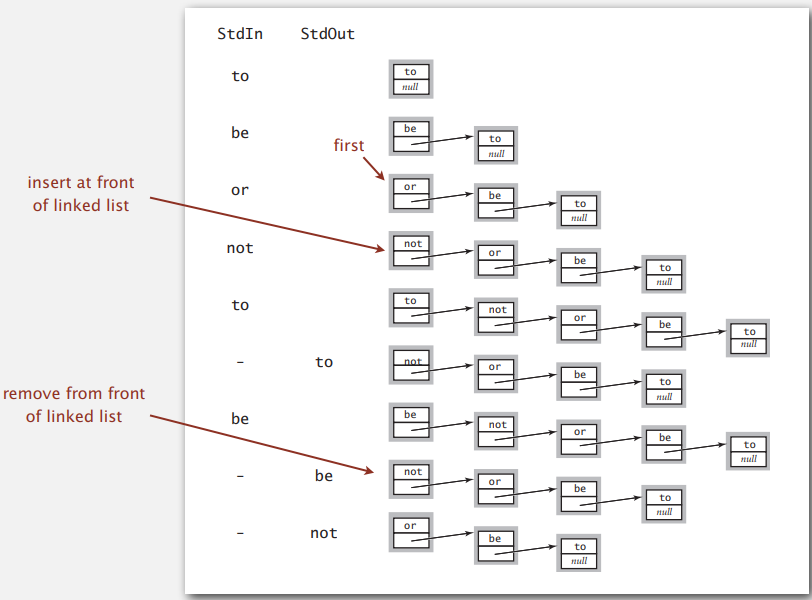 StdIn StdOut
to
to
null
be
be
to
null
first
or
or
be
to
null
insert at front
of linked list
not
not
or
be
to
null
to
to
not
or
be
to
null
- to
not
or
be
to
null
remove from front
of linked list
be
be
not
or
be
to
null
- be
not
or
be
to
null
- not
or
be
to
null